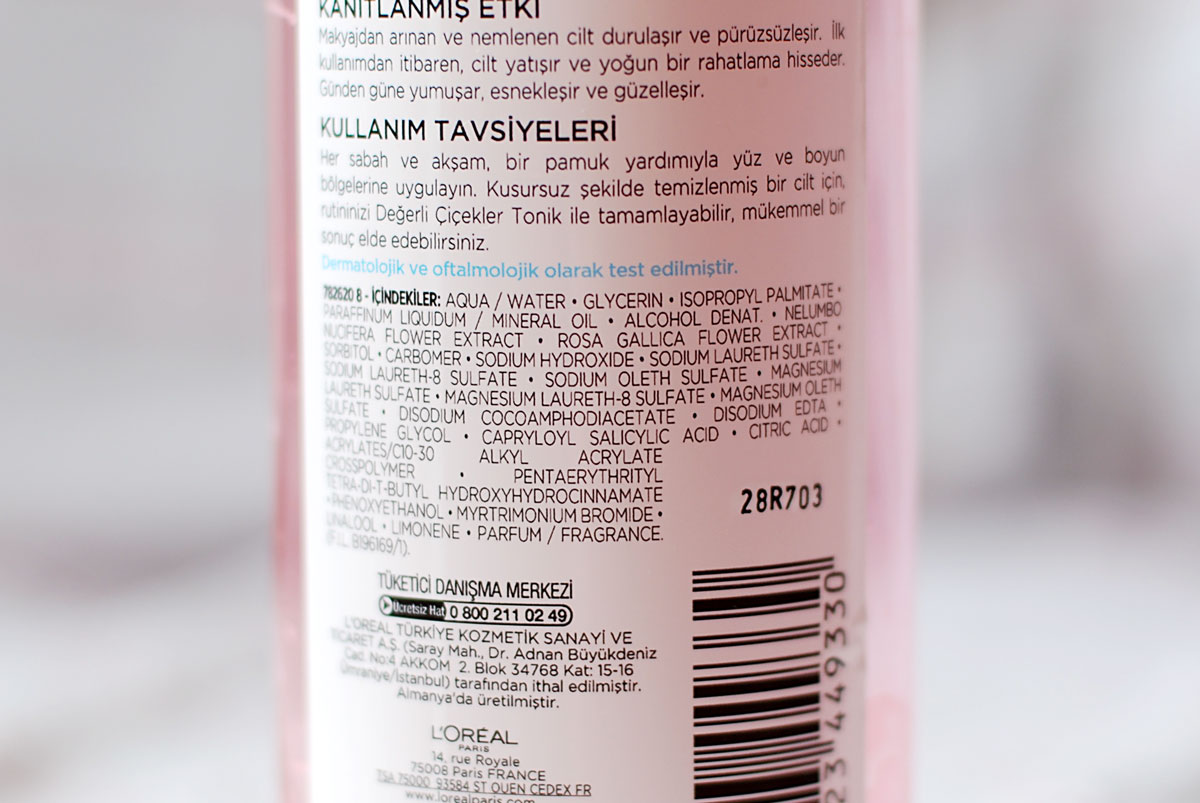 KANITLANMIŞ ETKİ
Makyajdan arınan ve nemlenen cilt durulaşır ve pürüzsüzleşir. İlk
kullanımdan itibaren, cilt yatışır ve yoğun bir rahatlama hisseder.
Günden güne yumuşar, esnekleşir ve güzelleşir.
KULLANIM TAVSİYELERİ
Her sabah ve akşam, bir pamuk yardımıyla yüz ve boyun
bölgelerine uygulayın. Kusursuz şekilde temizlenmiş bir cilt için,
rutininizi Değerli Çiçekler Tonik ile tamamlayabilir, mükemmel bir
sonuç elde edebilirsiniz.
Dermatolojik ve oftalmolojik olarak test edilmiştir.
782620 8 - İÇİNDEKİLER: AQUA / WATER • GLYCERIN • ISOPROPYL PALMITATE •
PARAFFINUM LIQUIDUM / MINERAL OIL • ALCOHOL DENAT. • NELUMBO
NUCIFERA FLOWER EXTRACT • ROSA GALLICA FLOWER EXTRACT •
SORBITOL • CARBOMER • SODIUM HYDROXIDE • SODIUM LAURETH SULFATE •
SODIUM LAURETH-8 SULFATE • SODIUM OLETH SULFATE • MAGNESIUM
LAURETH SULFATE • MAGNESIUM LAURETH-8 SULFATE • MAGNESIUM OLETH
SULFATE • DISODIUM COCOAMPHODIACETATE • DISODIUM EDTA •
PROPYLENE GLYCOL • CAPRYLOYL SALICYLIC ACID • CITRIC ACID •
ACRYLATES/C10-30 ALKYL ACRYLATE
CROSSPOLYMER • PENTAERYTHRITYL
TETRA-DI-T-BUTYL HYDROXYHYDROCINNAMATE
• PHENOXYETHANOL • MYRTRIMONIUM BROMIDE •
LINALOOL • LIMONENE • PARFUM / FRAGRANCE.
(F.I.L. B196169/1).
28R703
TÜKETİCİ DANIŞMA MERKEZİ
Ücretsiz Hat 0 800 211 02 49
L'OREAL TÜRKİYE KOZMETİK SANAYİ VE
TİCARET A.Ş. (Saray Mah., Dr. Adnan Büyükdeniz
Cad. No:4 AKKOM 2. Blok 34768 Kat: 15-16
Ümraniye/İstanbul) tarafından ithal edilmiştir.
Almanya'da üretilmiştir.
L'ORÉAL
PARIS
14, rue Royale
75008 Paris FRANCE
TSA 75000 93584 ST OUEN CEDEX FR
www.lorealparis.com
23 449330